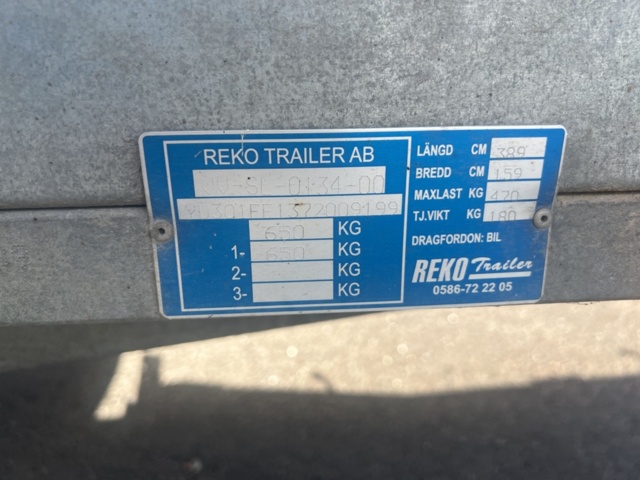 REKO TRAILER AB
650 KG
1- 650 KG
2- KG
3- KG
LÄNGD CM 389
BREDD CM 159
MAXLAST KG 470
TJ.VIKT KG 180
DRAGFORDON: BIL
REKO Trailer
0586-72 22 05